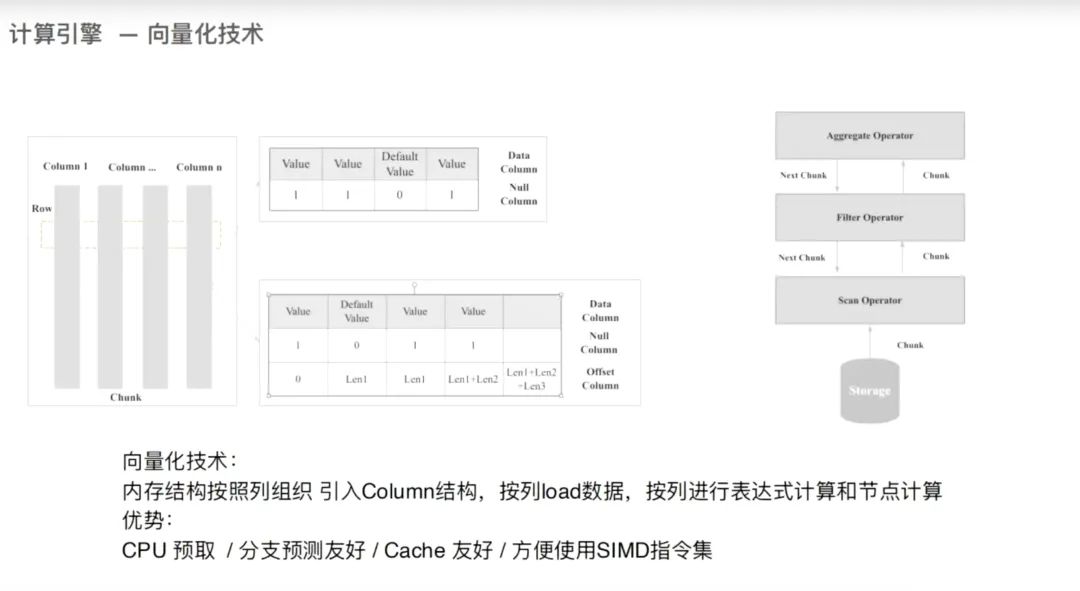 计算引擎 — 向量化技术
Column 1 Column ... Column n
Row
Chunk
Value Value Default Value Value Data Column
1 1 0 1 Null Column
Value Default Value Value Value Data Column
1 0 1 1 Null Column
0 Len1 Len1 Len1+Len2 Len1+Len2+Len3 Offset Column
Aggregate Operator
Next Chunk Chunk
Filter Operator
Next Chunk Chunk
Scan Operator
Chunk
Storage
向量化技术：
内存结构按照列组织 引入Column结构，按列load数据，按列进行表达式计算和节点计算
优势：
CPU 预取 / 分支预测友好 / Cache 友好 / 方便使用SIMD指令集